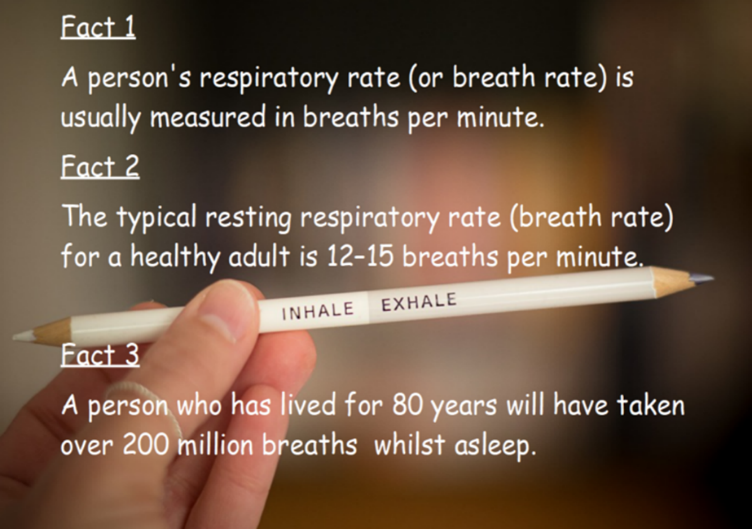 Fact 1
A person's respiratory rate (or breath rate) is
usually measured in breaths per minute.
Fact 2
The typical resting respiratory rate (breath rate)
for a healthy adult is 12–15 breaths per minute.
INHALE EXHALE
Fact 3
A person who has lived for 80 years will have taken
over 200 million breaths whilst asleep.